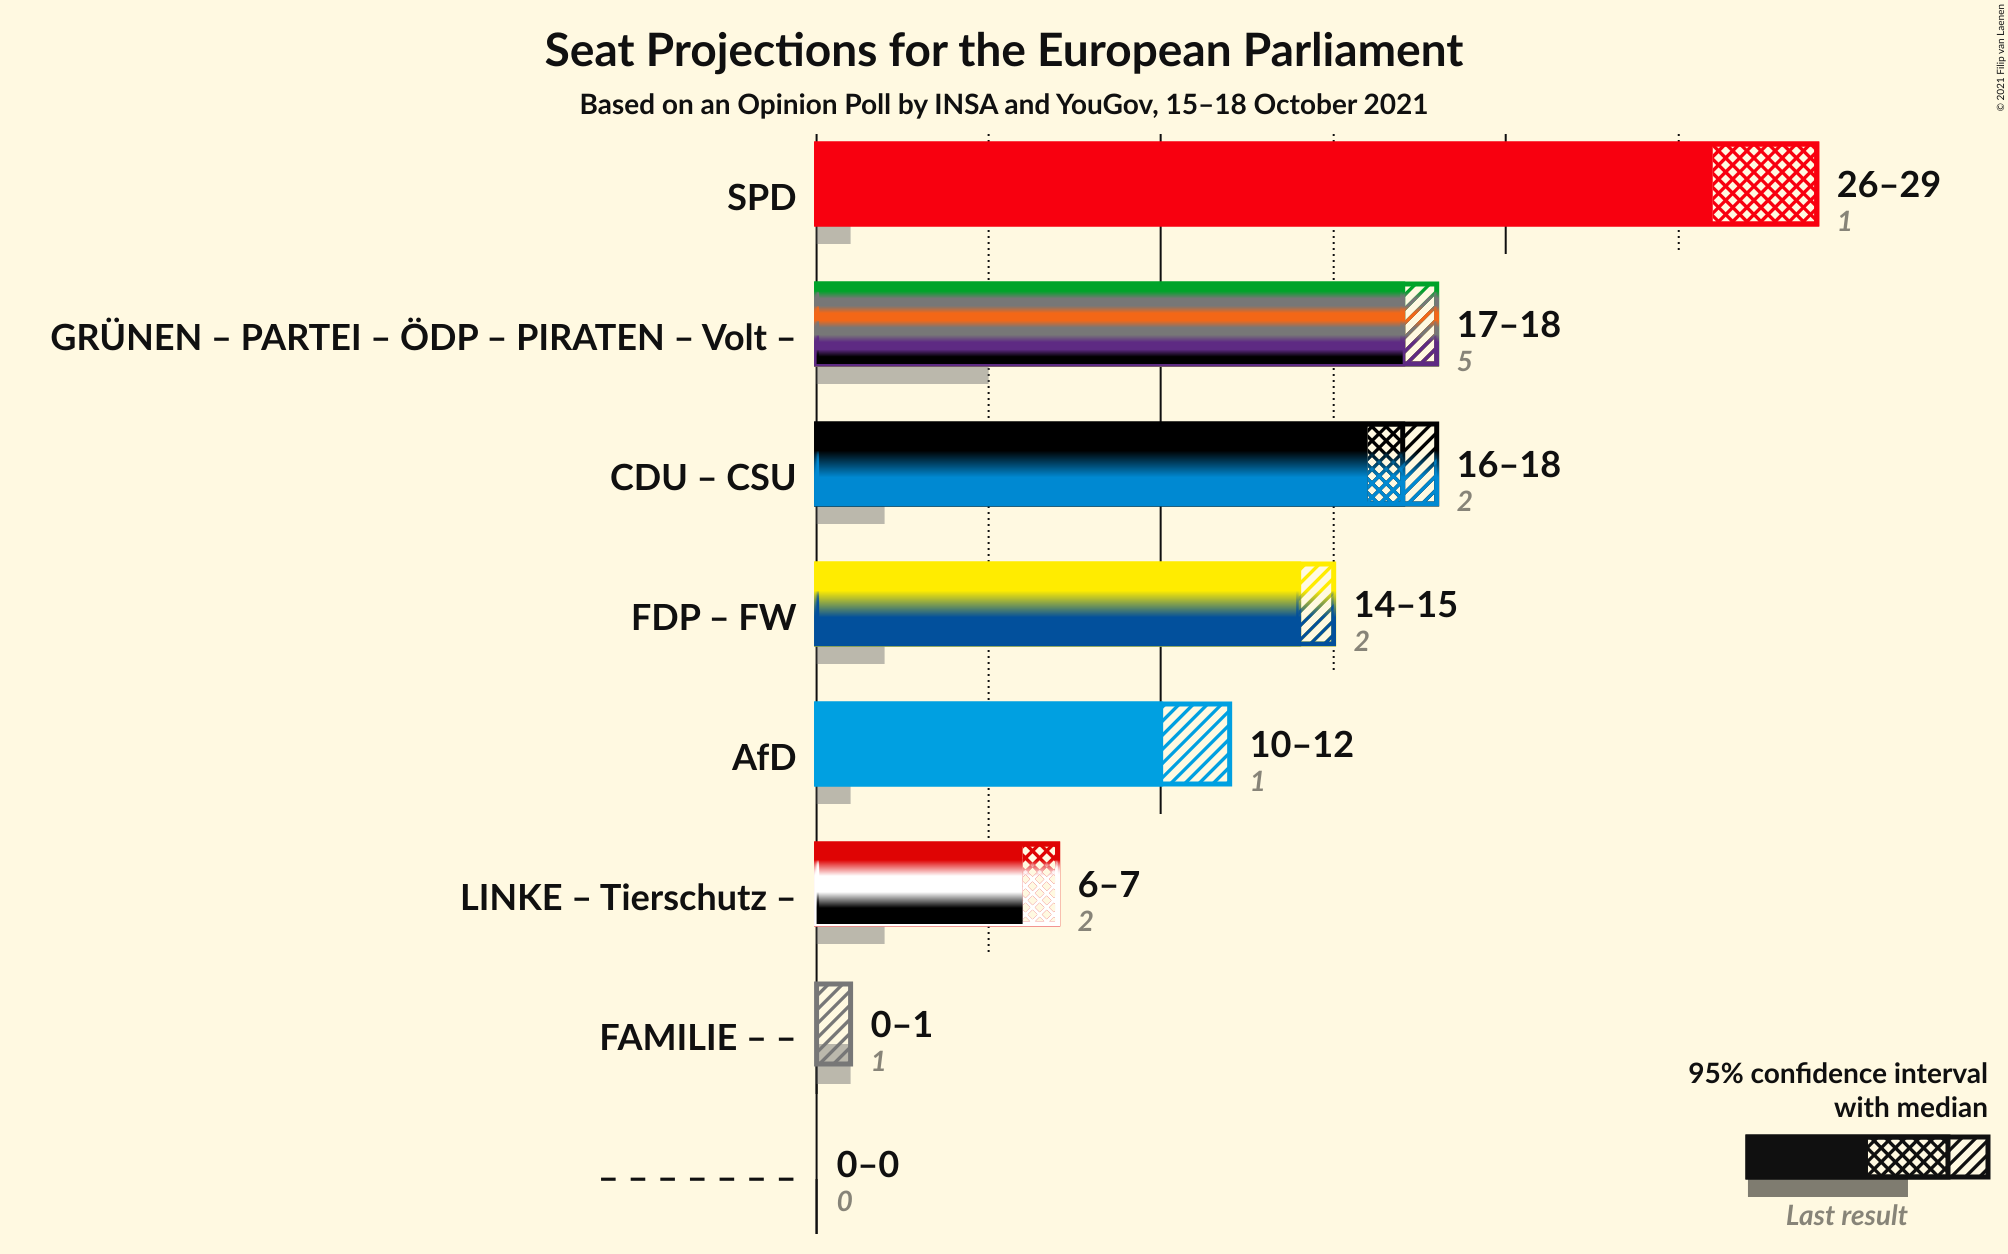 Seat Projections for the European Parliament
Based on an Opinion Poll by INSA and YouGov, 15–18 October 2021
© 2021 Filip van Laenen
SPD
26–29
1
GRÜNEN – PARTEI – ÖDP – PIRATEN – Volt –
17–18
5
CDU – CSU
16–18
2
FDP – FW
14–15
2
AfD
10–12
1
LINKE – Tierschutz –
6–7
2
FAMILIE – –
0–1
1
– – – – – – –
0–0
0
95% confidence interval
with median
Last result